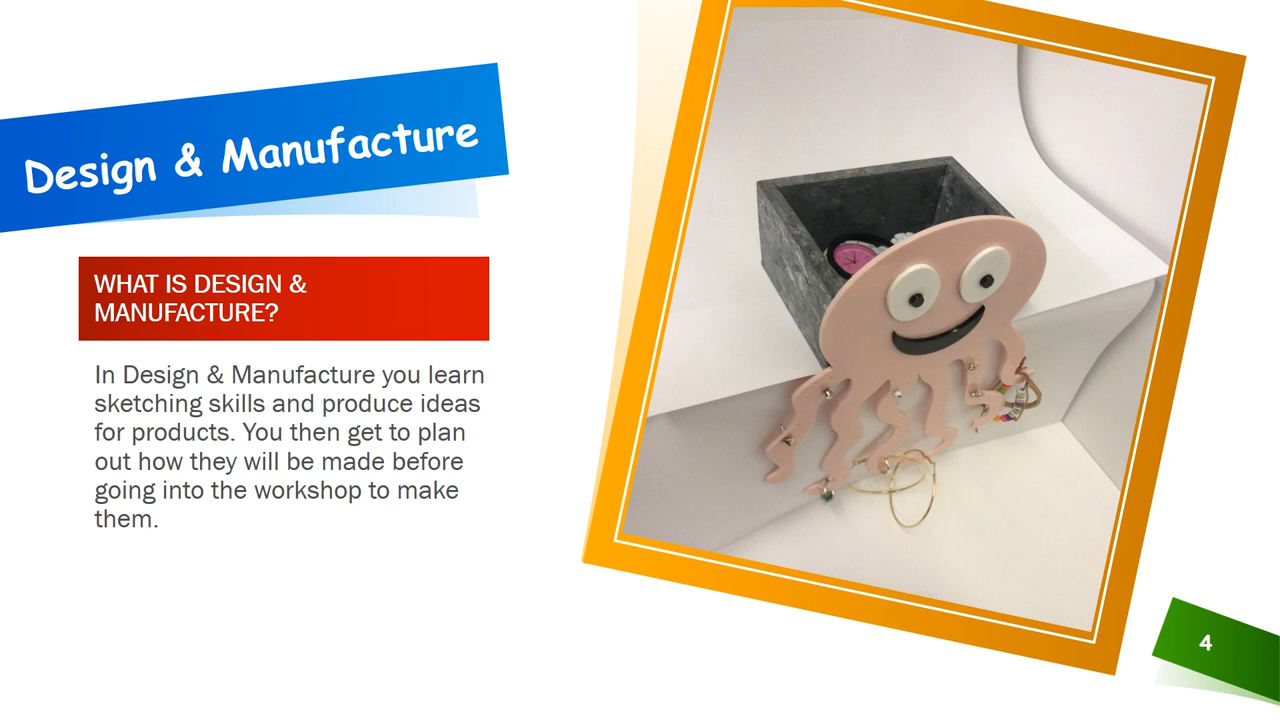 Design & Manufacture
WHAT IS DESIGN &
MANUFACTURE?
In Design & Manufacture you learn
sketching skills and produce ideas
for products. You then get to plan
out how they will be made before
going into the workshop to make
them.
4